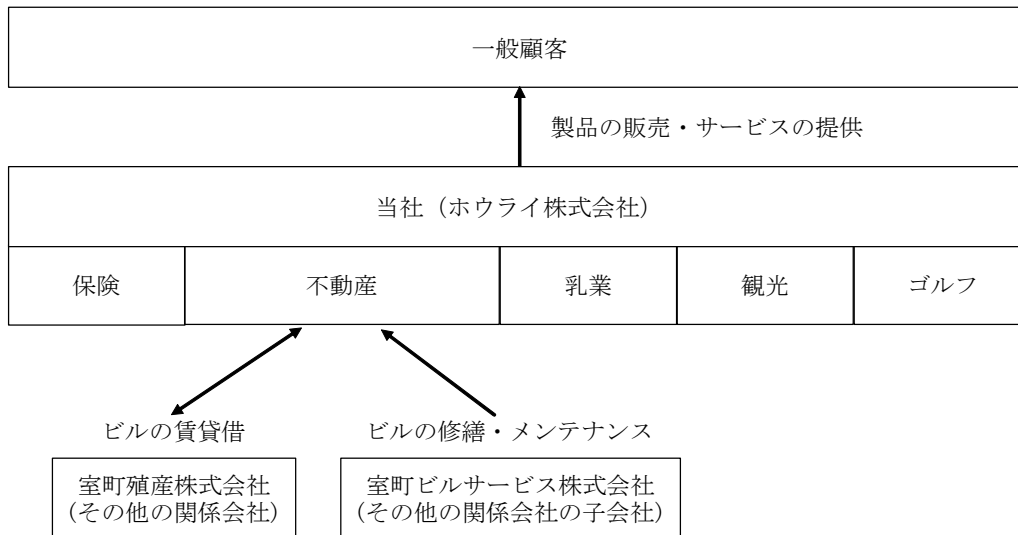 一般顧客
製品の販売・サービスの提供
当社（ホウライ株式会社）
保険
不動産
乳業
観光
ゴルフ
ビルの賃貸借
ビルの修繕・メンテナンス
室町殖産株式会社
（その他の関係会社）
室町ビルサービス株式会社
（その他の関係会社の子会社）